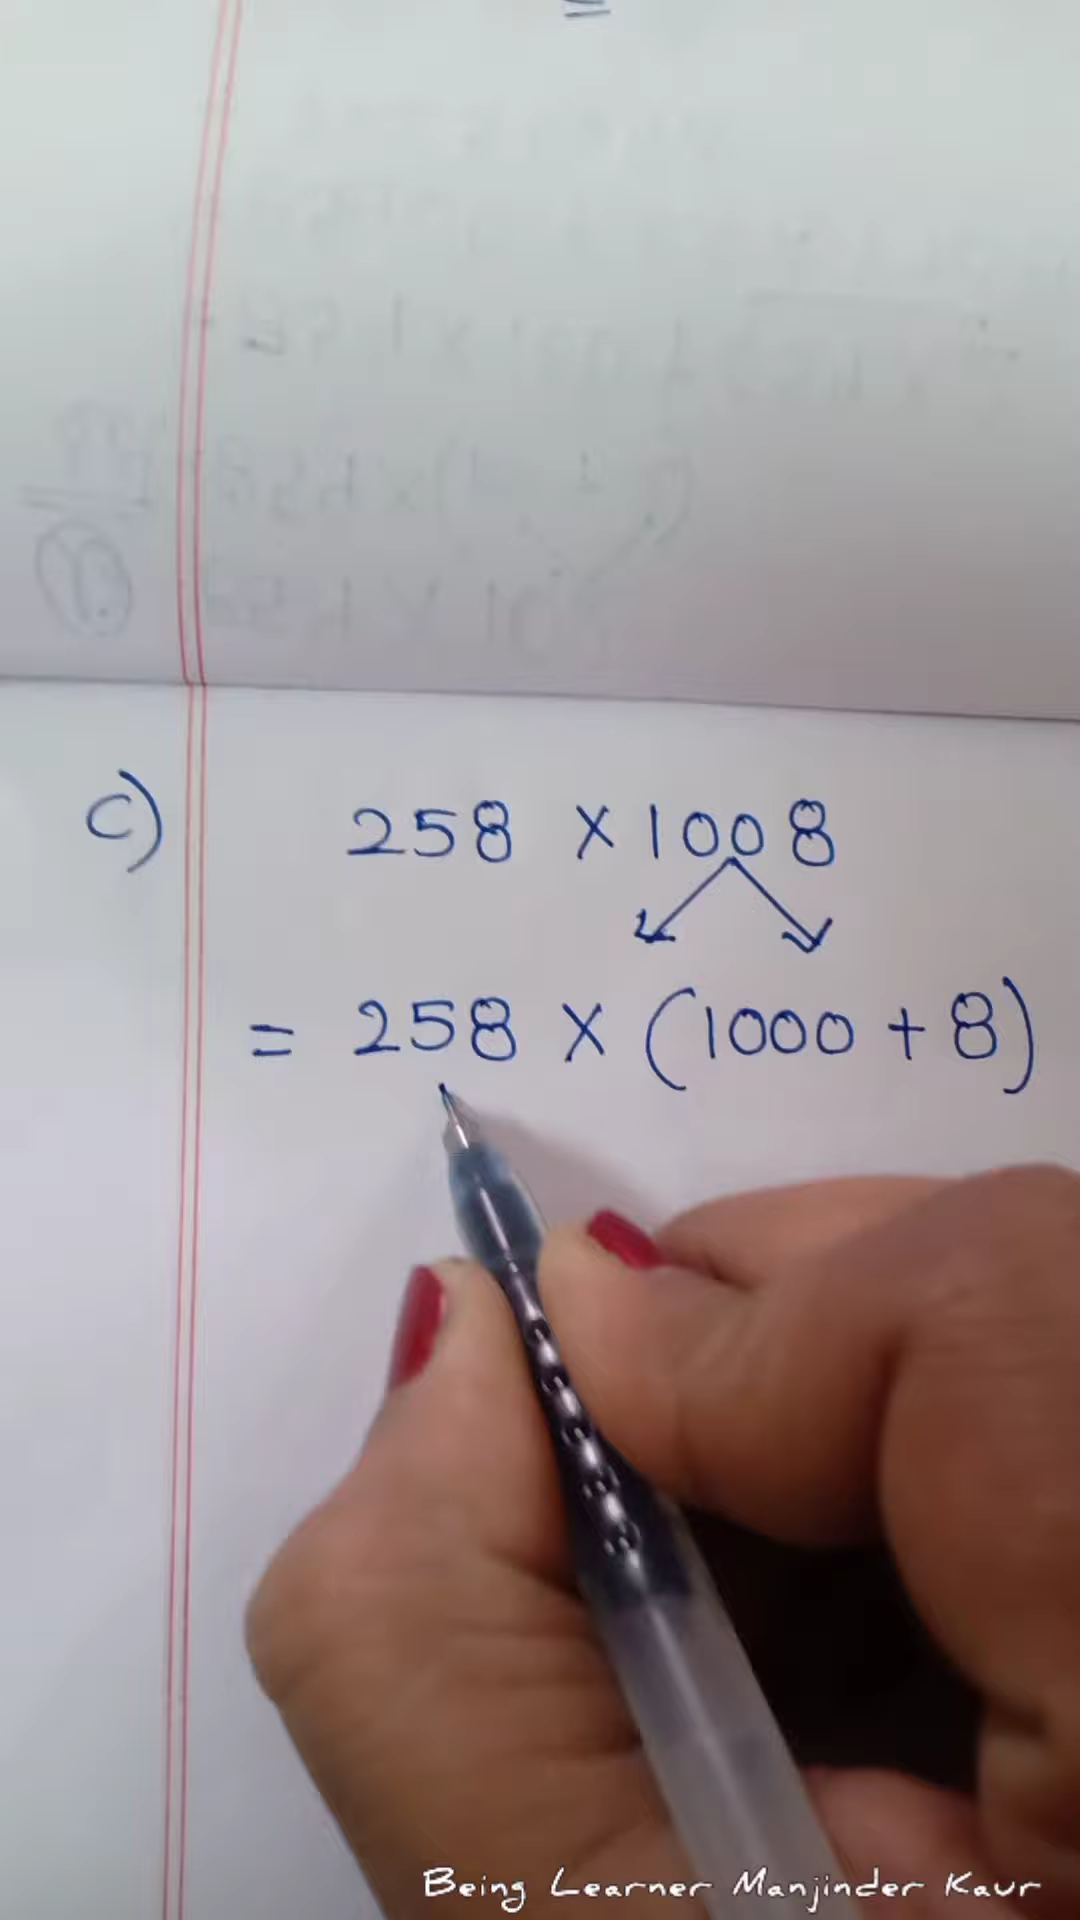 c) 258 × 1008
= 258 × (1000 + 8)
Being Learner Manjinder Kaur